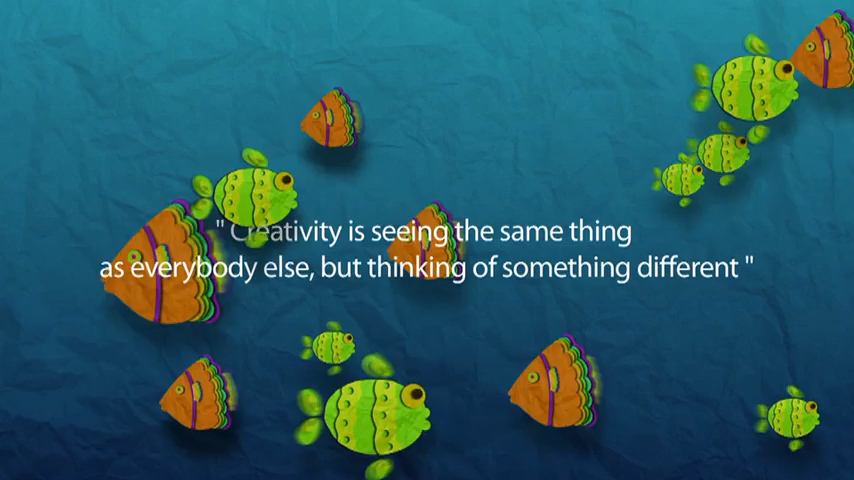 " Creativity is seeing the same thing
as everybody else, but thinking of something different "